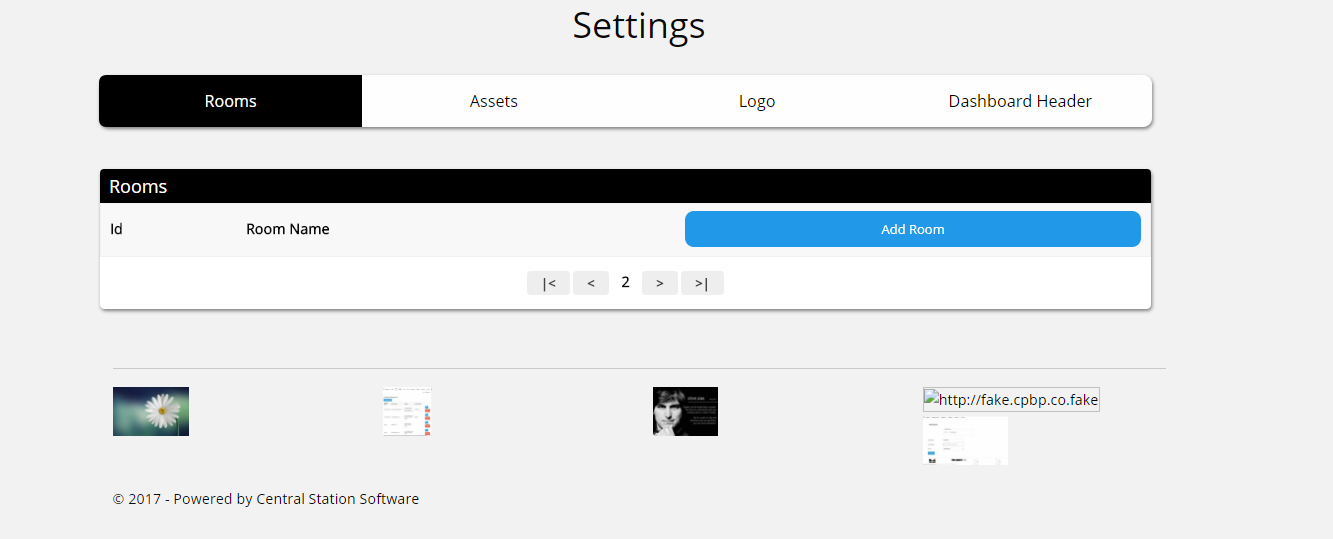 Settings
Rooms Assets Logo Dashboard Header
Rooms
Id Room Name Add Room
|< < 2 > >|
http://fake.cpbp.co.fake
© 2017 - Powered by Central Station Software